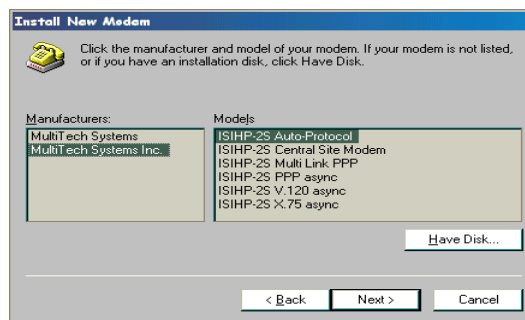 Install New Modem
Click the manufacturer and model of your modem. If your modem is not listed,
or if you have an installation disk, click Have Disk.
Manufacturers:
MultiTech Systems
MultiTech Systems Inc.
Models
ISIHP-2S Auto-Protocol
ISIHP-2S Central Site Modem
ISIHP-2S Multi Link PPP
ISIHP-2S PPP async
ISIHP-2S V.120 async
ISIHP-2S X.75 async
Have Disk...
< Back
Next >
Cancel